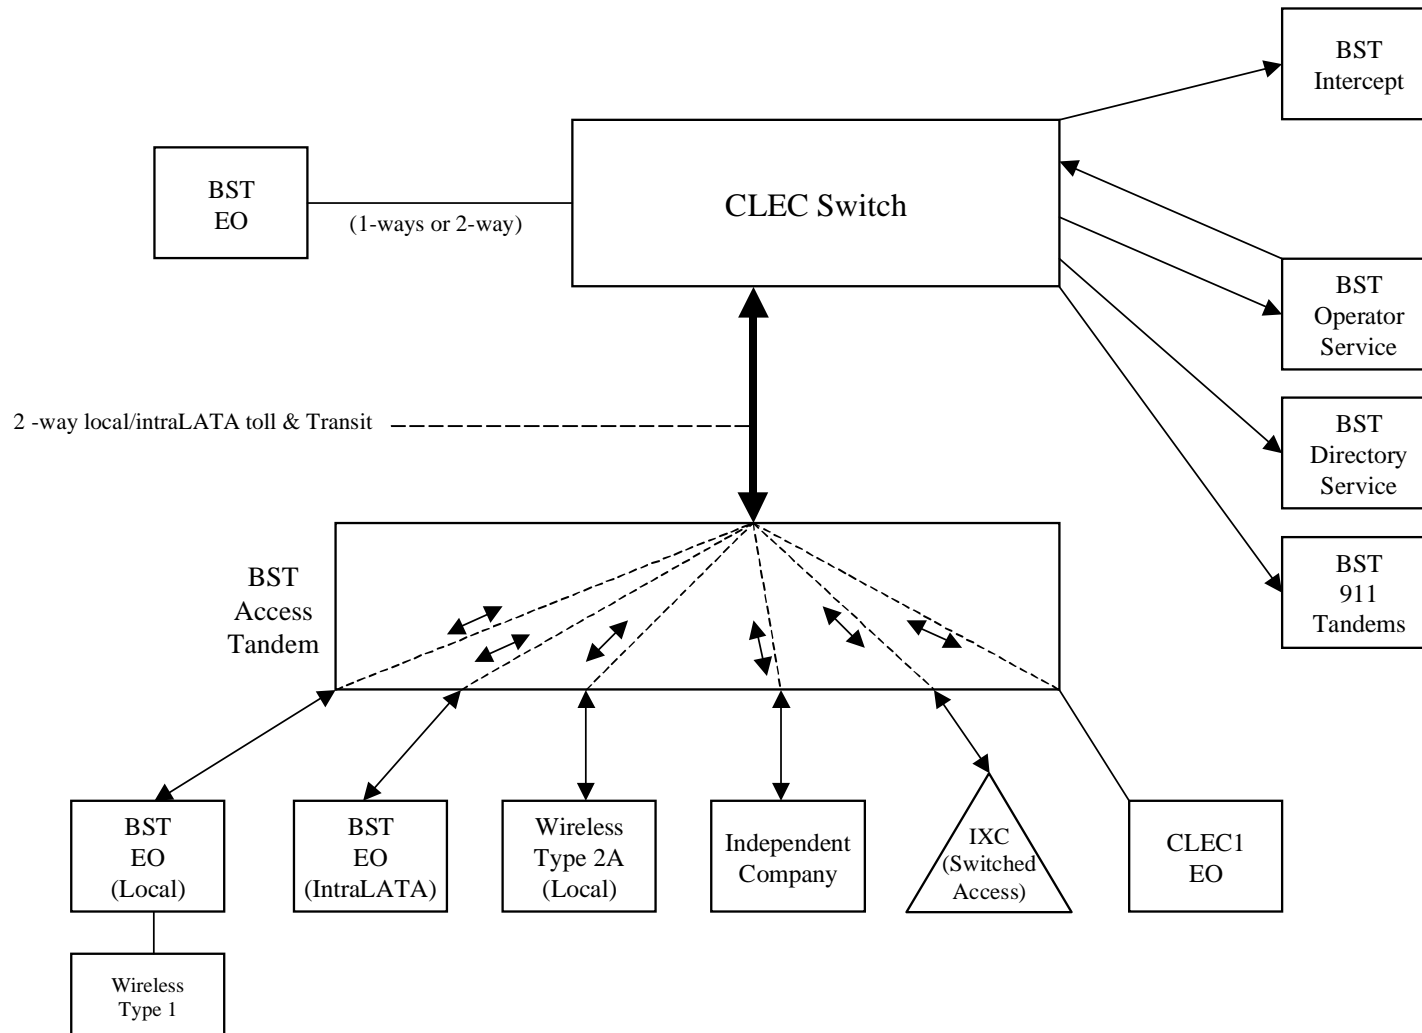 BST
Intercept
BST
EO
(1-ways or 2-way)
CLEC Switch
BST
Operator
Service
2 -way local/intraLATA toll & Transit
BST
Directory
Service
BST
911
Tandems
BST
Access
Tandem
BST
EO
(Local)
BST
EO
(IntraLATA)
Wireless
Type 2A
(Local)
Independent
Company
IXC
(Switched
Access)
CLEC1
EO
Wireless
Type 1